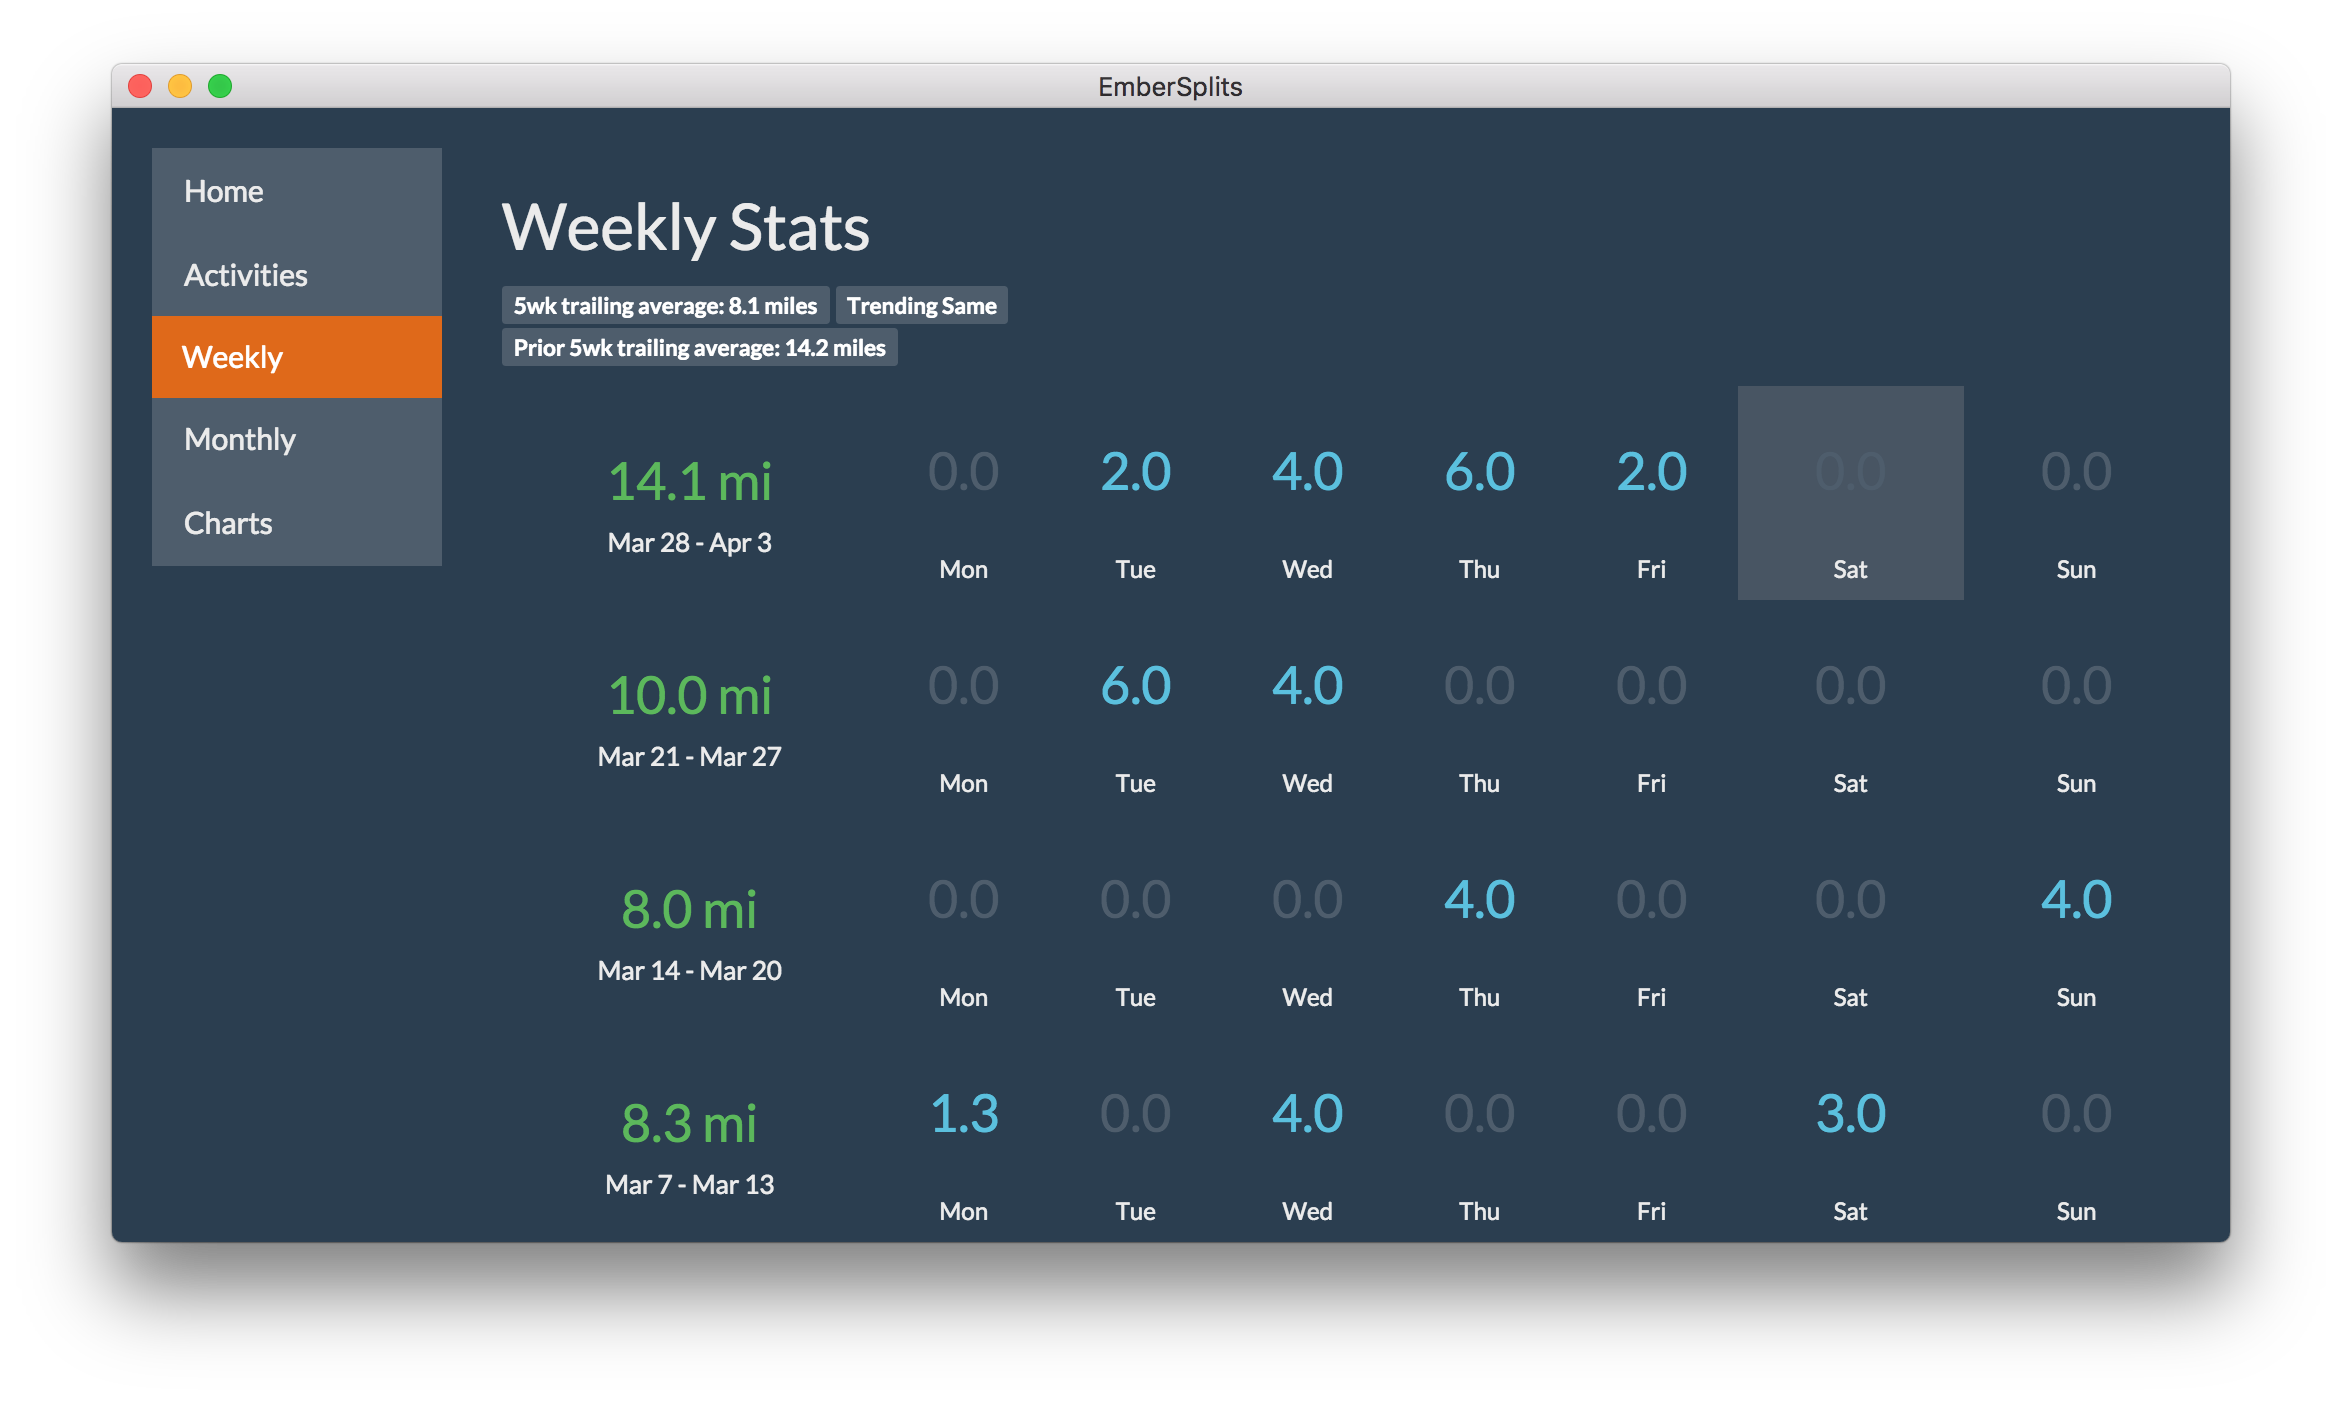 EmberSplits
Home
Activities
Weekly
Monthly
Charts
Weekly Stats
5wk trailing average: 8.1 miles Trending Same
Prior 5wk trailing average: 14.2 miles
14.1 mi 0.0 2.0 4.0 6.0 2.0 0.0 0.0
Mar 28 - Apr 3
Mon Tue Wed Thu Fri Sat Sun
10.0 mi 0.0 6.0 4.0 0.0 0.0 0.0 0.0
Mar 21 - Mar 27
Mon Tue Wed Thu Fri Sat Sun
8.0 mi 0.0 0.0 0.0 4.0 0.0 0.0 4.0
Mar 14 - Mar 20
Mon Tue Wed Thu Fri Sat Sun
8.3 mi 1.3 0.0 4.0 0.0 0.0 3.0 0.0
Mar 7 - Mar 13
Mon Tue Wed Thu Fri Sat Sun